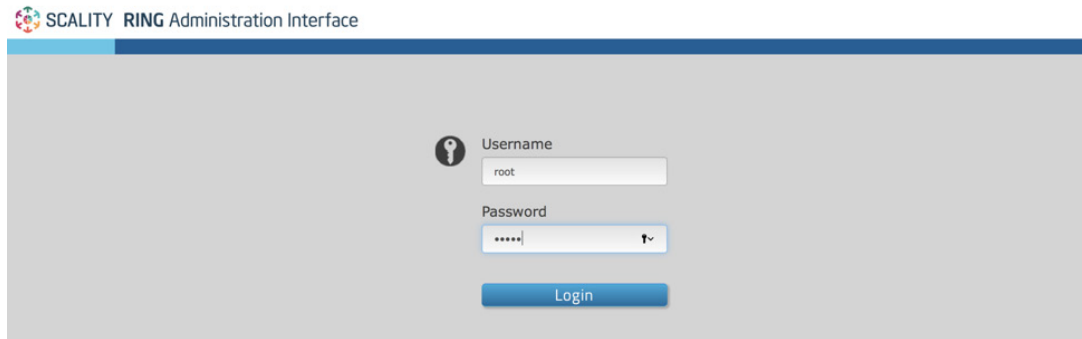 SCALITY RING Administration Interface
Username
root
Password
•••••
Login